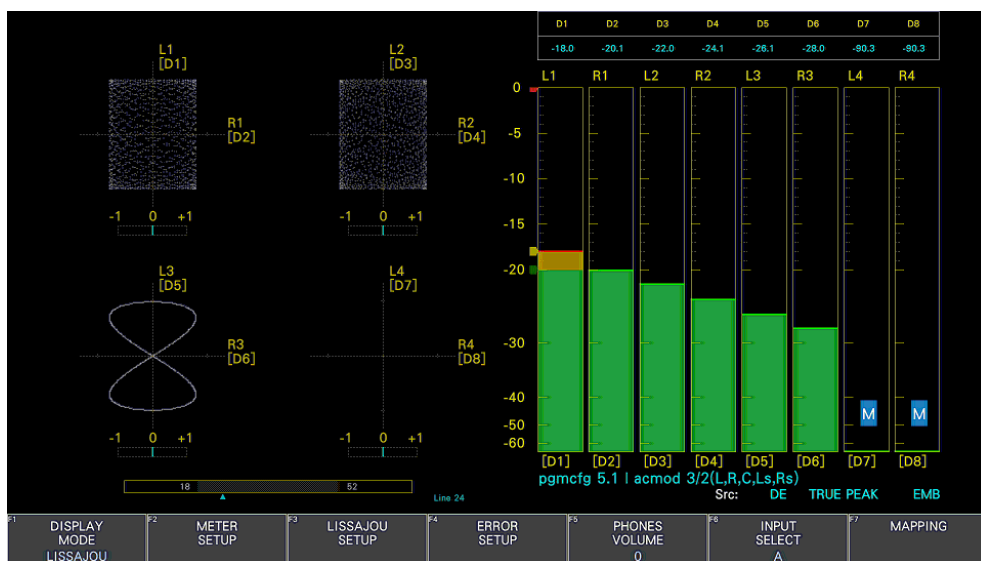 D1 D2 D3 D4 D5 D6 D7 D8
-18.0 -20.1 -22.0 -24.1 -26.1 -28.0 -90.3 -90.3
L1 R1 L2 R2 L3 R3 L4 R4
0
-5
-10
-15
-20
-30
-40
-50
-60
M M
[D1] [D2] [D3] [D4] [D5] [D6] [D7] [D8]
pgmcfg 5.1 | acmod 3/2(L,R,C,Ls,Rs)
Src: DE TRUE PEAK EMB
L1
[D1]
R1
[D2]
-1 0 +1
L2
[D3]
R2
[D4]
-1 0 +1
L3
[D5]
R3
[D6]
-1 0 +1
L4
[D7]
R4
[D8]
-1 0 +1
18 52
Line 24
F1 DISPLAY
MODE
LISSAJOU
F2 METER
SETUP
F3 LISSAJOU
SETUP
F4 ERROR
SETUP
F5 PHONES
VOLUME
0
F6 INPUT
SELECT
A
F7 MAPPING